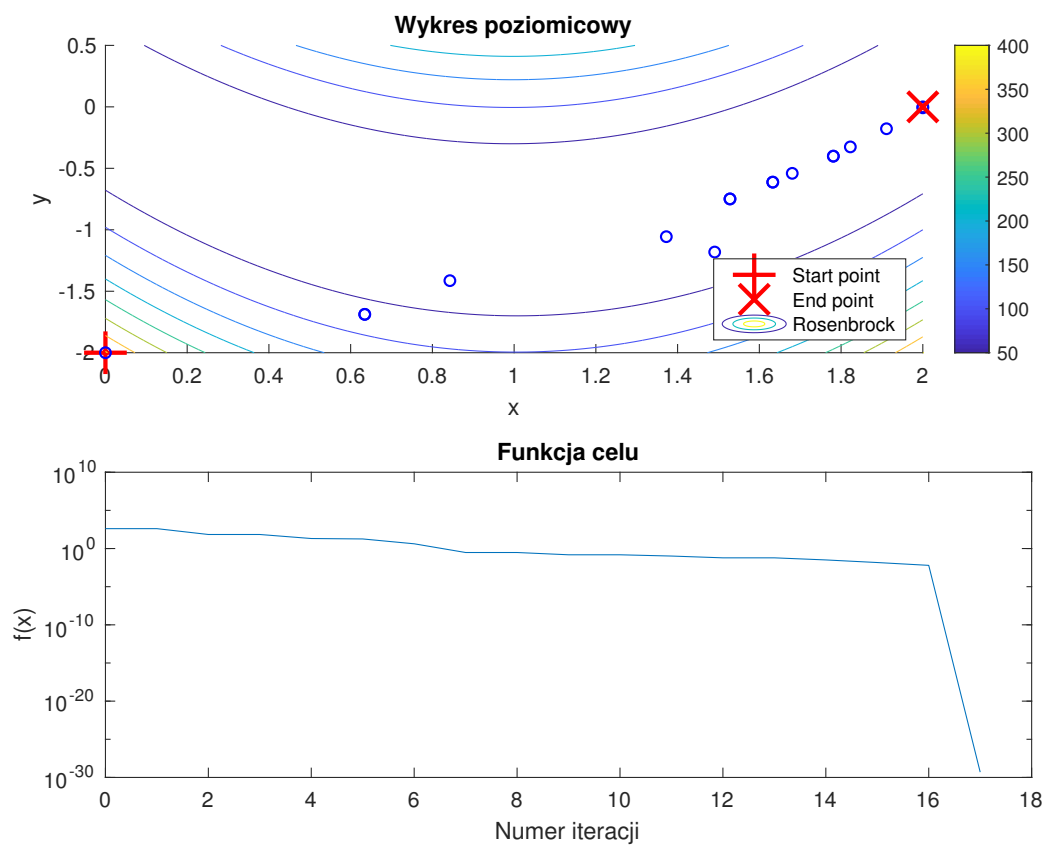 Wykres poziomicowy
0.5
0
-0.5
-1
-1.5
-2
y
0 0.2 0.4 0.6 0.8 1 1.2 1.4 1.6 1.8 2
x
Start point
End point
Rosenbrock
400
350
300
250
200
150
100
50
Funkcja celu
10^10
10^0
10^-10
10^-20
10^-30
f(x)
0 2 4 6 8 10 12 14 16 18
Numer iteracji